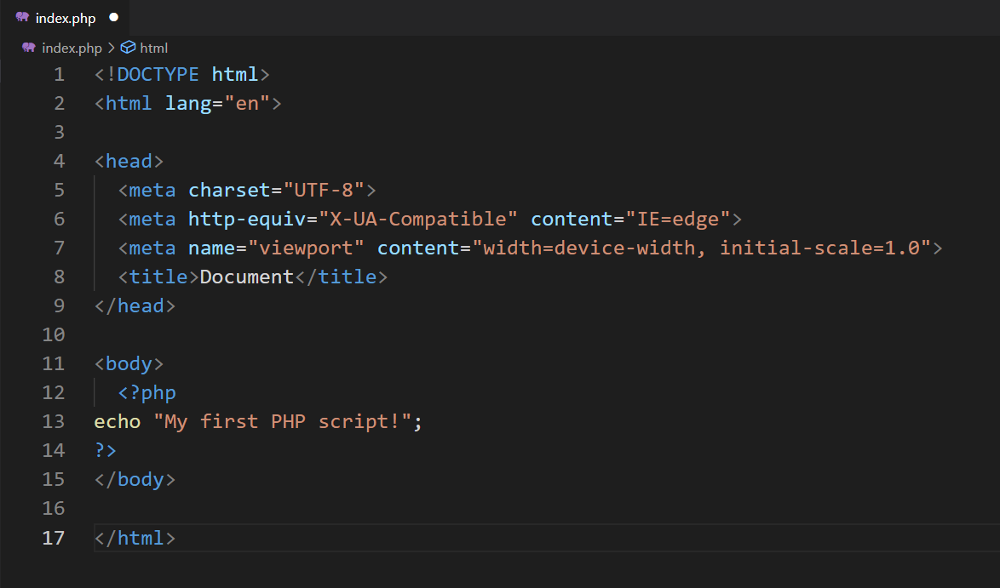 index.php
index.php > html
1 <!DOCTYPE html>
2 <html lang="en">
3
4 <head>
5   <meta charset="UTF-8">
6   <meta http-equiv="X-UA-Compatible" content="IE=edge">
7   <meta name="viewport" content="width=device-width, initial-scale=1.0">
8   <title>Document</title>
9 </head>
10
11 <body>
12   <?php
13 echo "My first PHP script!";
14 ?>
15 </body>
16
17 </html>